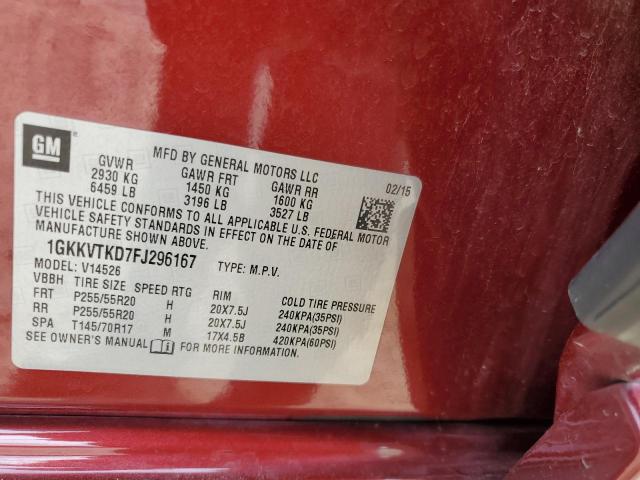 GM
MFD BY GENERAL MOTORS LLC
02/15
GVWR GAWR FRT GAWR RR
2930 KG 1450 KG 1600 KG
6459 LB 3196 LB 3527 LB
THIS VEHICLE CONFORMS TO ALL APPLICABLE U.S. FEDERAL MOTOR
VEHICLE SAFETY STANDARDS IN EFFECT ON THE DATE OF
MANUFACTURE SHOWN ABOVE.
1GKKVTKD7FJ296167 TYPE: M.P.V.
MODEL: V14526
VBBH TIRE SIZE SPEED RTG RIM COLD TIRE PRESSURE
FRT P255/55R20 H 20X7.5J 240KPA(35PSI)
RR P255/55R20 H 20X7.5J 240KPA(35PSI)
SPA T145/70R17 M 17X4.5B 420KPA(60PSI)
SEE OWNER'S MANUAL FOR MORE INFORMATION.